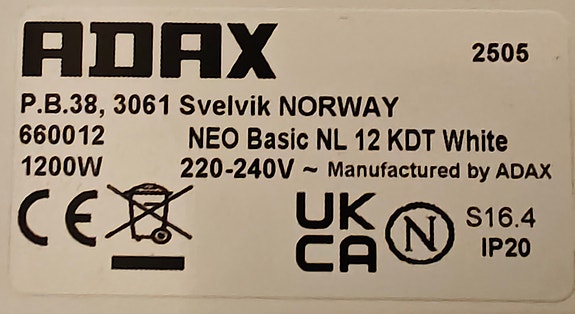 ADAX 2505
P.B.38, 3061 Svelvik NORWAY
660012 NEO Basic NL 12 KDT White
1200W 220-240V ~ Manufactured by ADAX
CE UK CA N S16.4
IP20